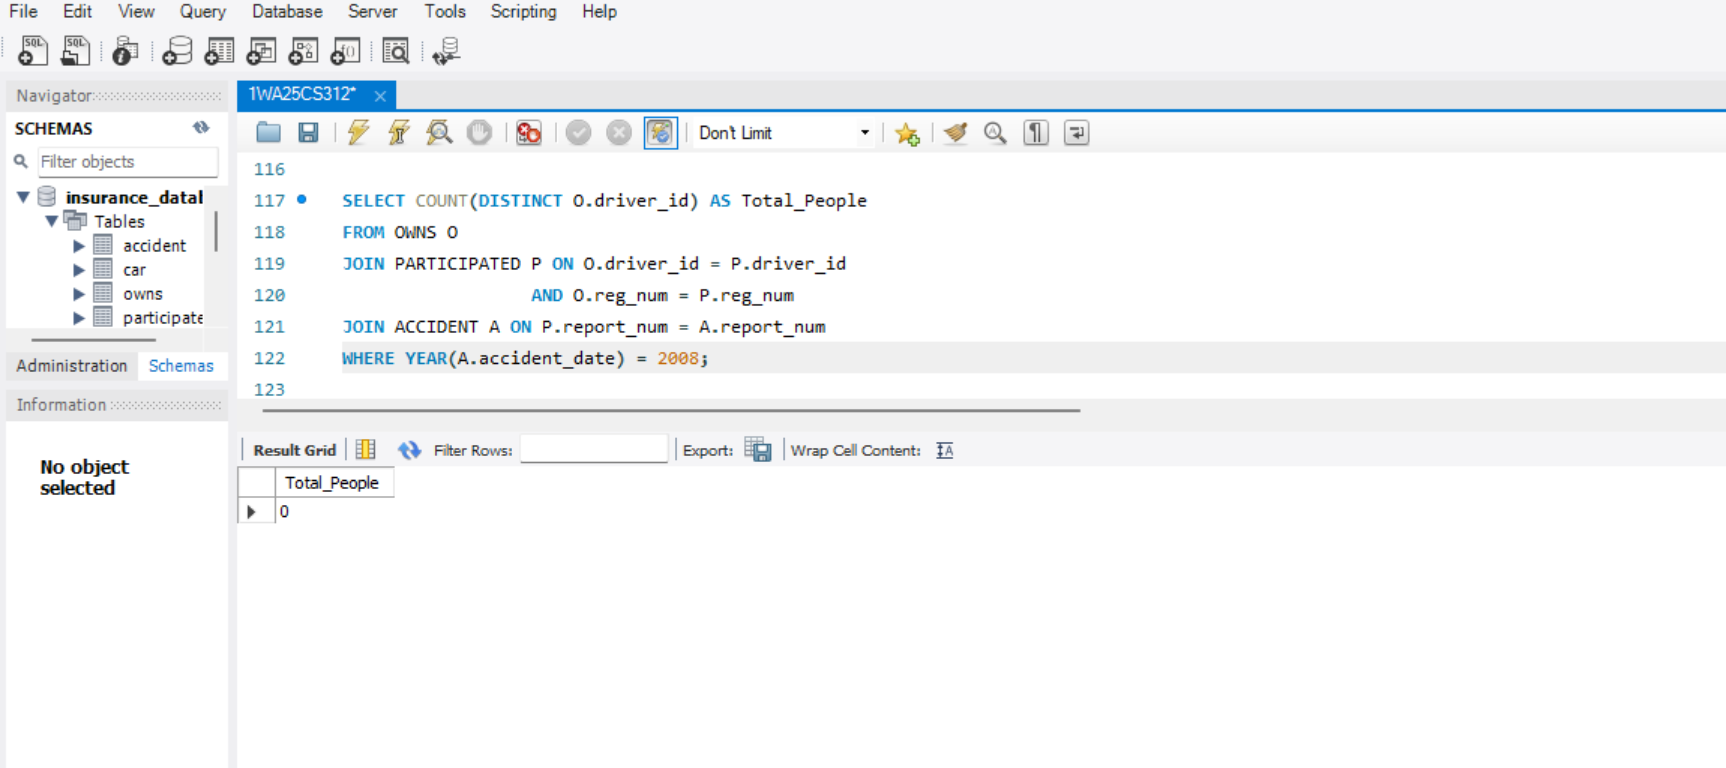 File Edit View Query Database Server Tools Scripting Help
SQL SQL i f()
Navigator
SCHEMAS
Filter objects
insurance_datal
Tables
accident
car
owns
participate
Administration Schemas
Information
No object
selected
1WA25CS312*
Don't Limit
116
117 SELECT COUNT(DISTINCT O.driver_id) AS Total_People
118 FROM OWNS O
119 JOIN PARTICIPATED P ON O.driver_id = P.driver_id
120 AND O.reg_num = P.reg_num
121 JOIN ACCIDENT A ON P.report_num = A.report_num
122 WHERE YEAR(A.accident_date) = 2008;
123
Result Grid Filter Rows: Export: Wrap Cell Content: IA
Total_People
0